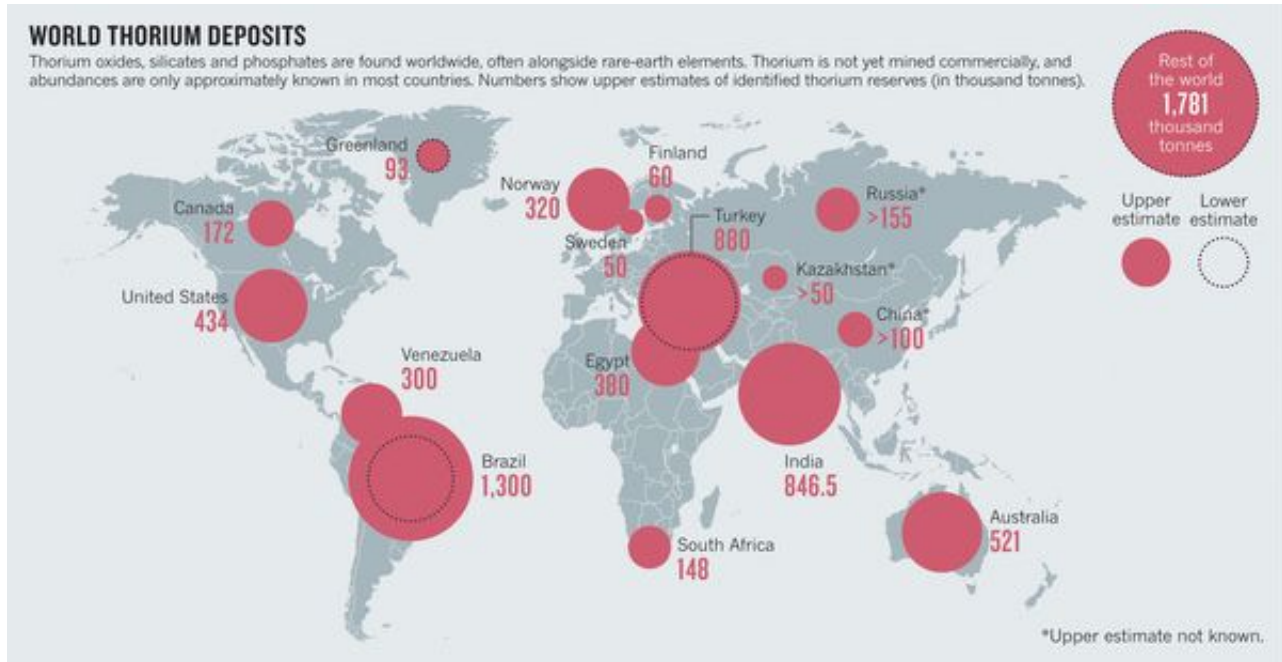 WORLD THORIUM DEPOSITS
Thorium oxides, silicates and phosphates are found worldwide, often alongside rare-earth elements. Thorium is not yet mined commercially, and
abundances are only approximately known in most countries. Numbers show upper estimates of identified thorium reserves (in thousand tonnes).
Rest of
the world
1,781
thousand
tonnes
Upper
estimate
Lower
estimate
Greenland
93
Canada
172
United States
434
Venezuela
300
Brazil
1,300
Norway
320
Sweden
50
Finland
60
Turkey
880
Egypt
380
South Africa
148
Russia*
>155
Kazakhstan*
>50
China*
>100
India
846.5
Australia
521
*Upper estimate not known.